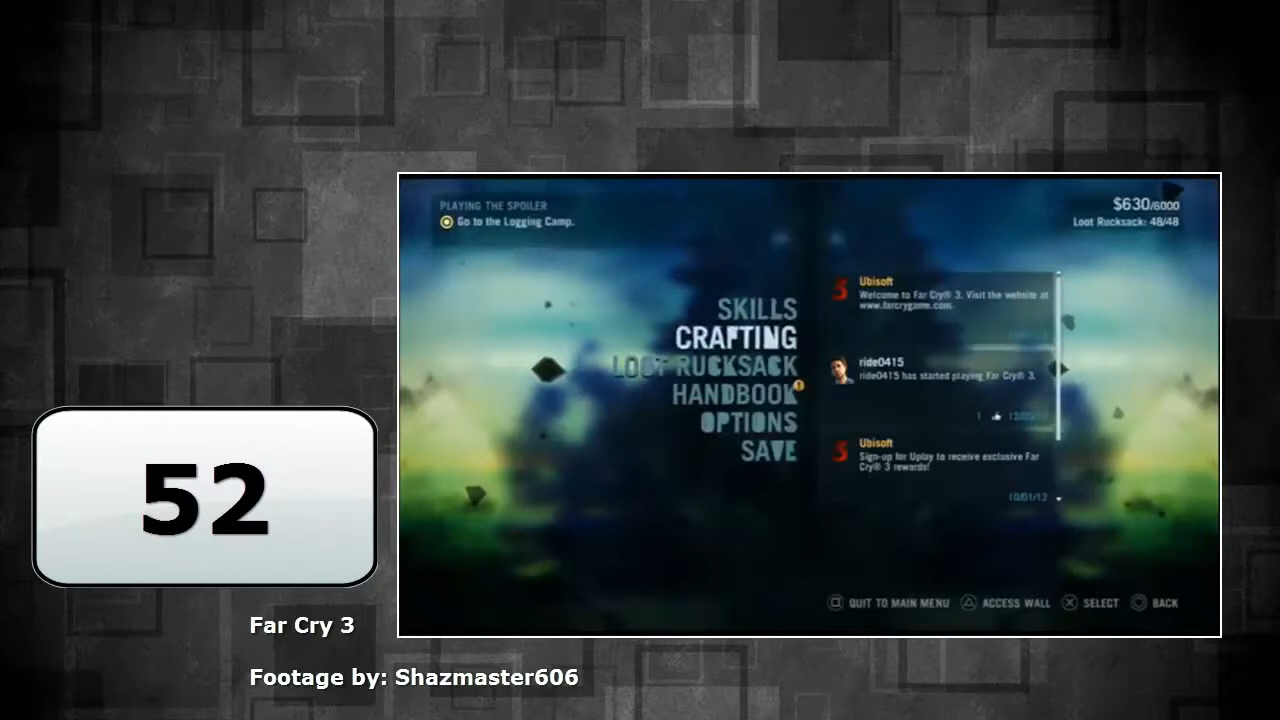 PLAYING THE SPOILER
Go to the Logging Camp.
$630/6000
Loot Rucksack: 48/48
SKILLS
CRAFTING
LOOT RUCKSACK
HANDBOOK
OPTIONS
SAVE
Ubisoft
Welcome to Far Cry® 3. Visit the website at
www.farcrygame.com.
ride0415
ride0415 has started playing Far Cry® 3.
1
Ubisoft
Sign-up for Uplay to receive exclusive Far
Cry® 3 rewards!
10/01/12
QUIT TO MAIN MENU ACCESS WALL SELECT BACK
52
Far Cry 3
Footage by: Shazmaster606